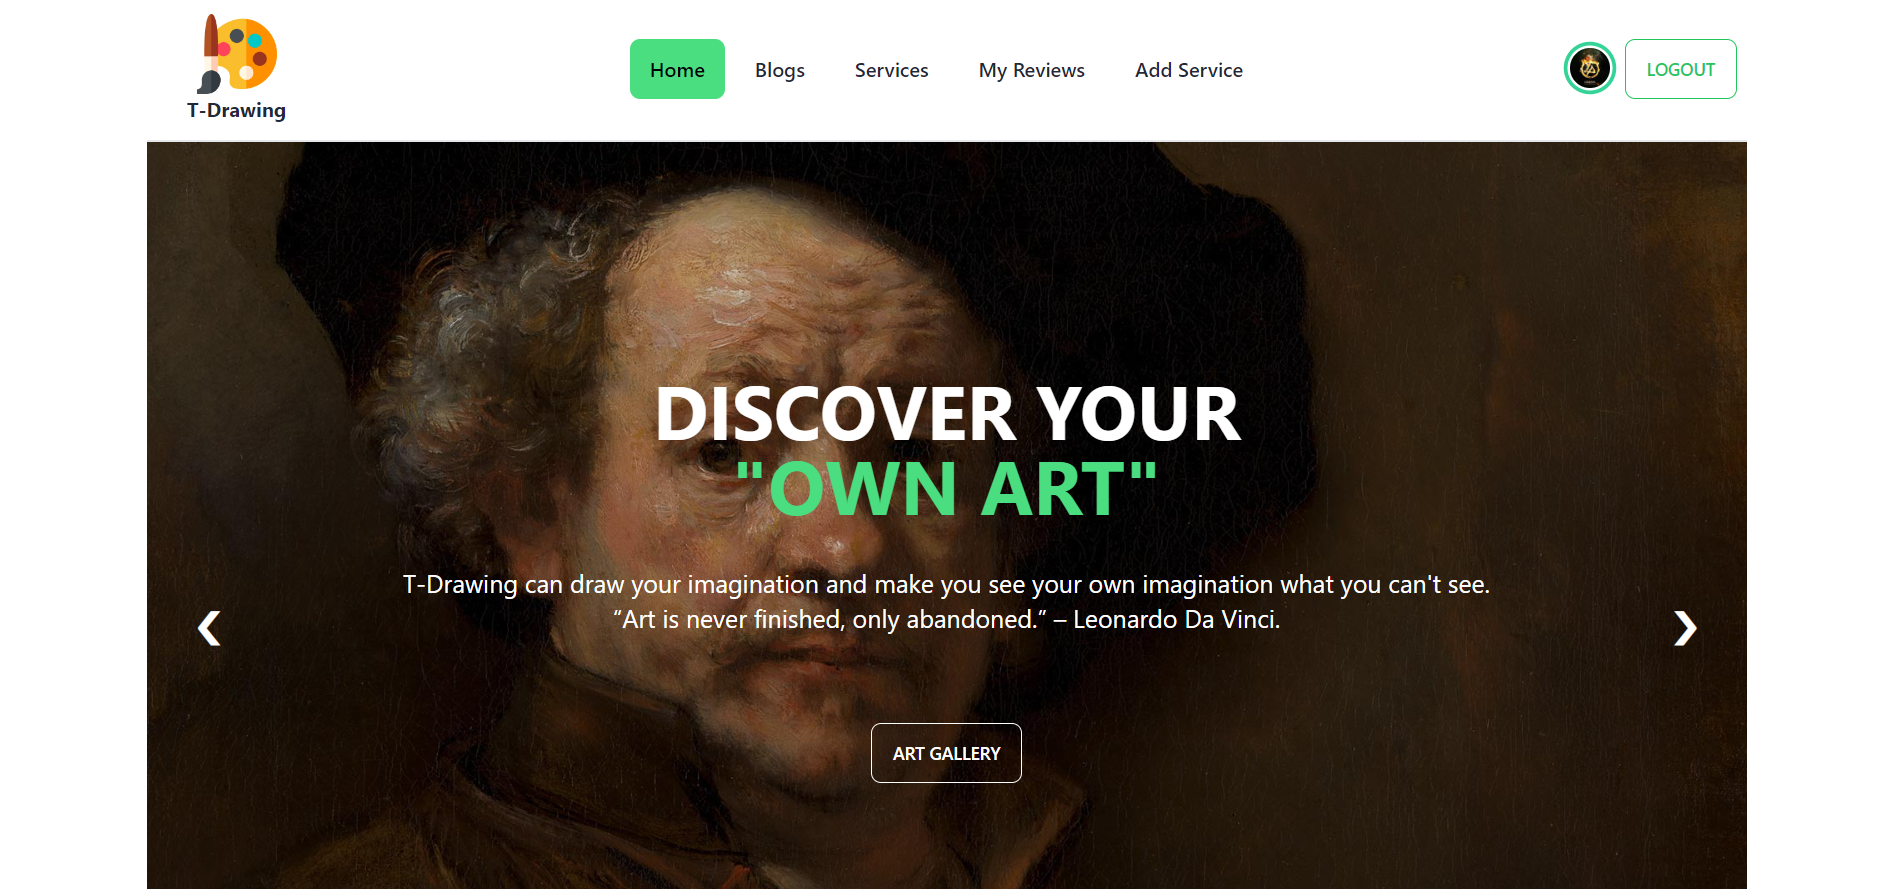 T-Drawing
Home Blogs Services My Reviews Add Service
LOGOUT
DISCOVER YOUR
"OWN ART"
T-Drawing can draw your imagination and make you see your own imagination what you can't see.
“Art is never finished, only abandoned.” – Leonardo Da Vinci.
ART GALLERY